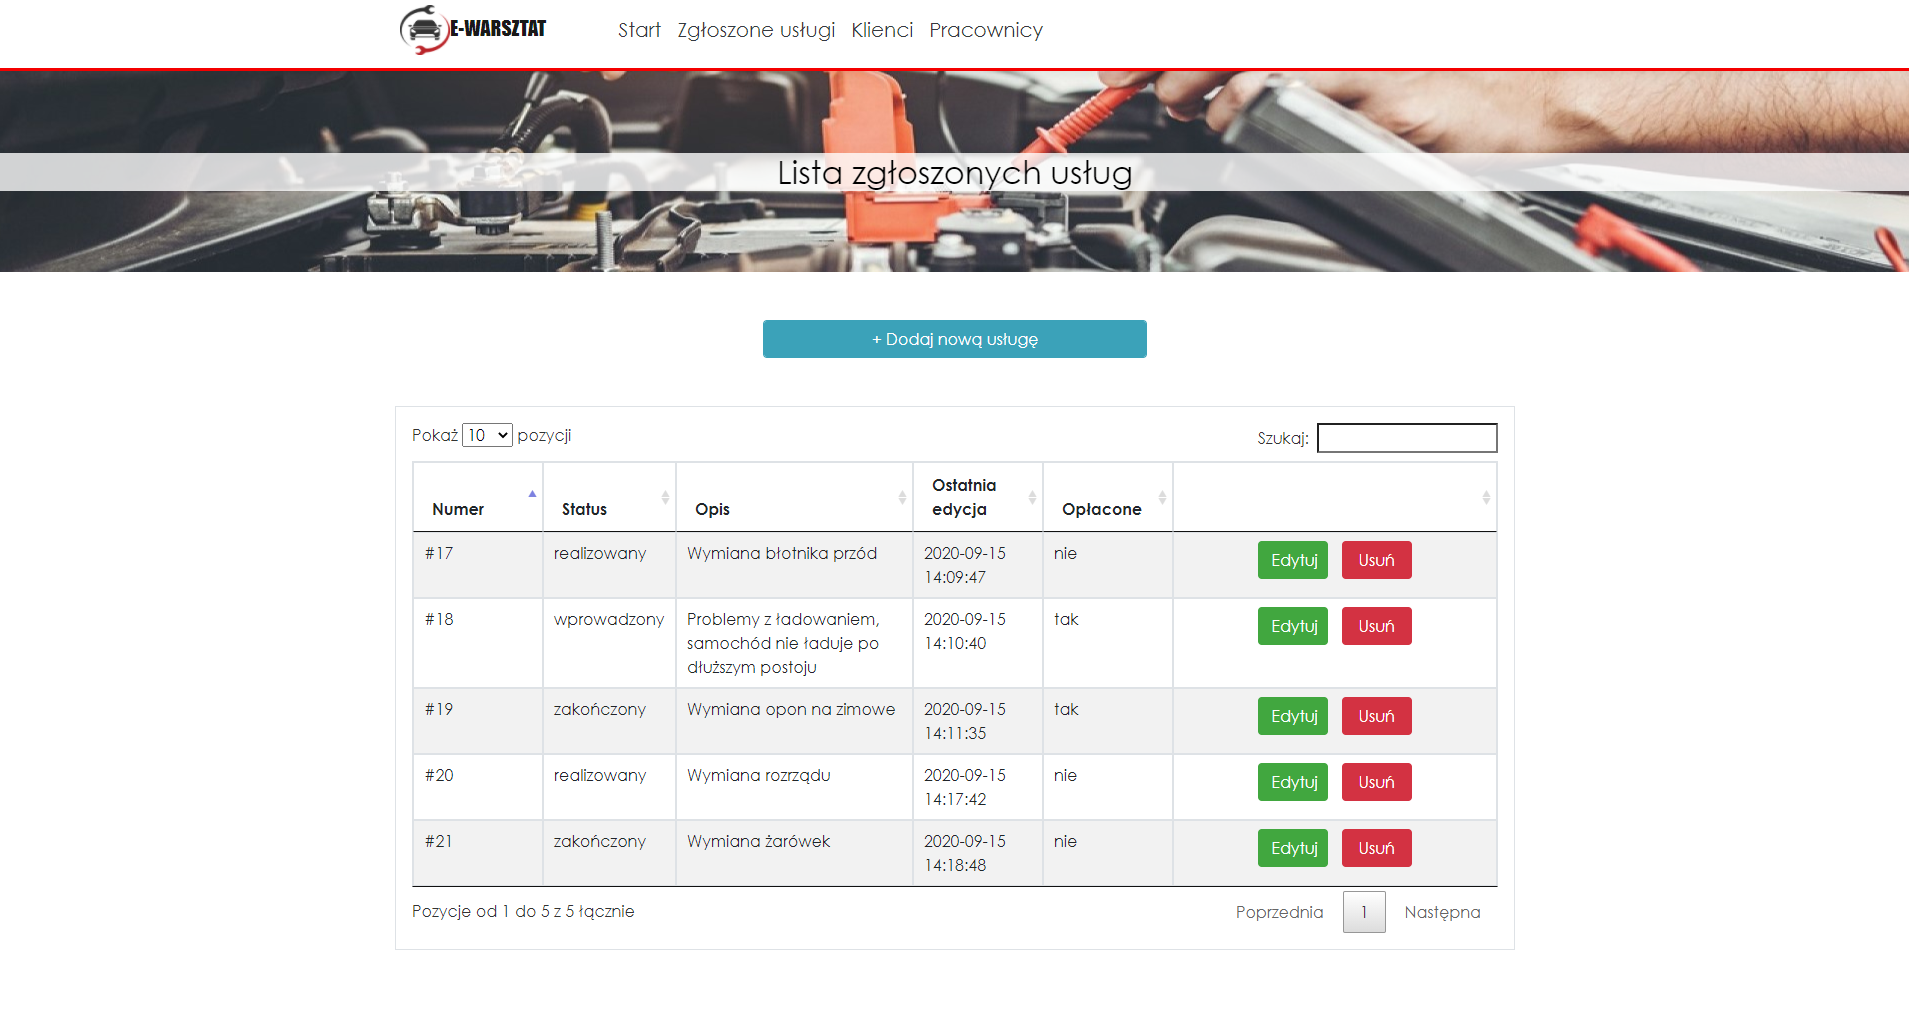 E-WARSZTAT
Start Zgłoszone usługi Klienci Pracownicy
Lista zgłoszonych usług
+ Dodaj nową usługę
Pokaż 10 pozycji
Szukaj:
Numer Status Opis Ostatnia edycja Opłacone
#17 realizowany Wymiana błotnika przód 2020-09-15 14:09:47 nie Edytuj Usuń
#18 wprowadzony Problemy z ładowaniem, samochód nie ładuje po dłuższym postoju 2020-09-15 14:10:40 tak Edytuj Usuń
#19 zakończony Wymiana opon na zimowe 2020-09-15 14:11:35 tak Edytuj Usuń
#20 realizowany Wymiana rozrządu 2020-09-15 14:17:42 nie Edytuj Usuń
#21 zakończony Wymiana żarówek 2020-09-15 14:18:48 nie Edytuj Usuń
Pozycje od 1 do 5 z 5 łącznie
Poprzednia 1 Następna